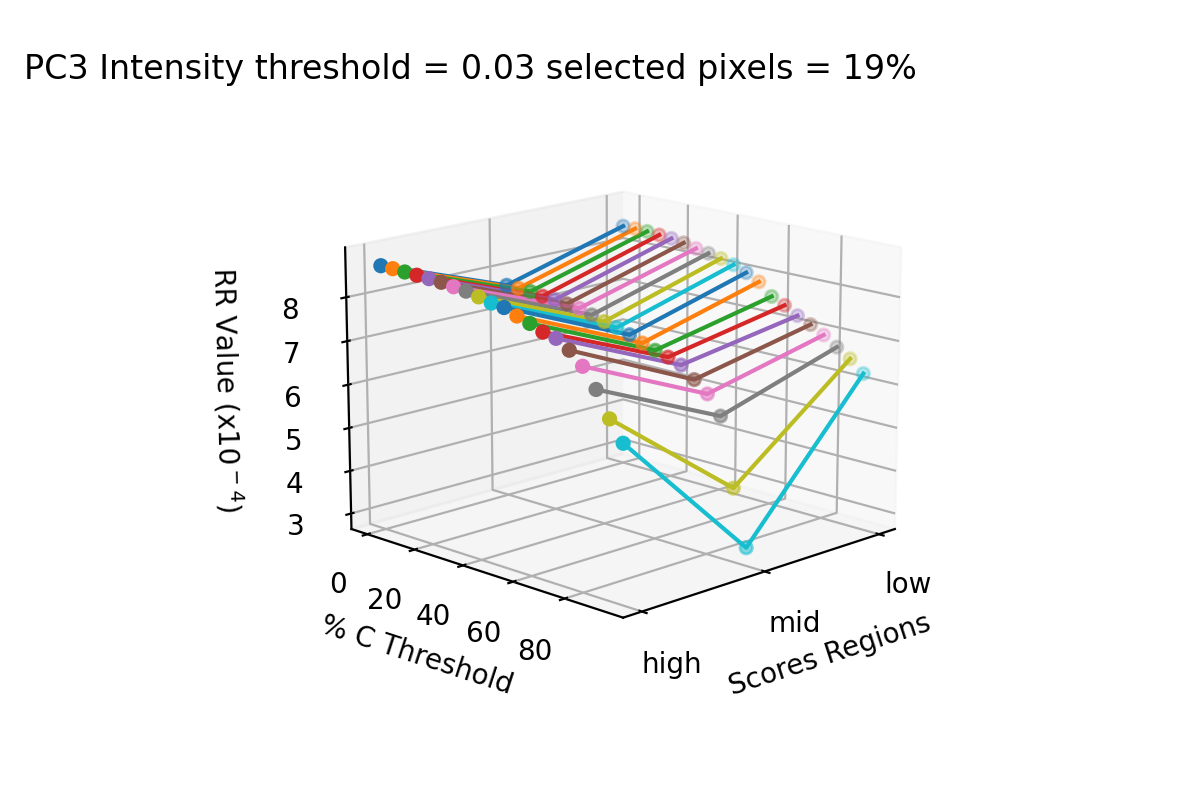 PC3 Intensity threshold = 0.03 selected pixels = 19%
RR Value (x10⁻⁴)
8
7
6
5
4
3
0
20
40
60
80
% C Threshold
high
mid
low
Scores Regions